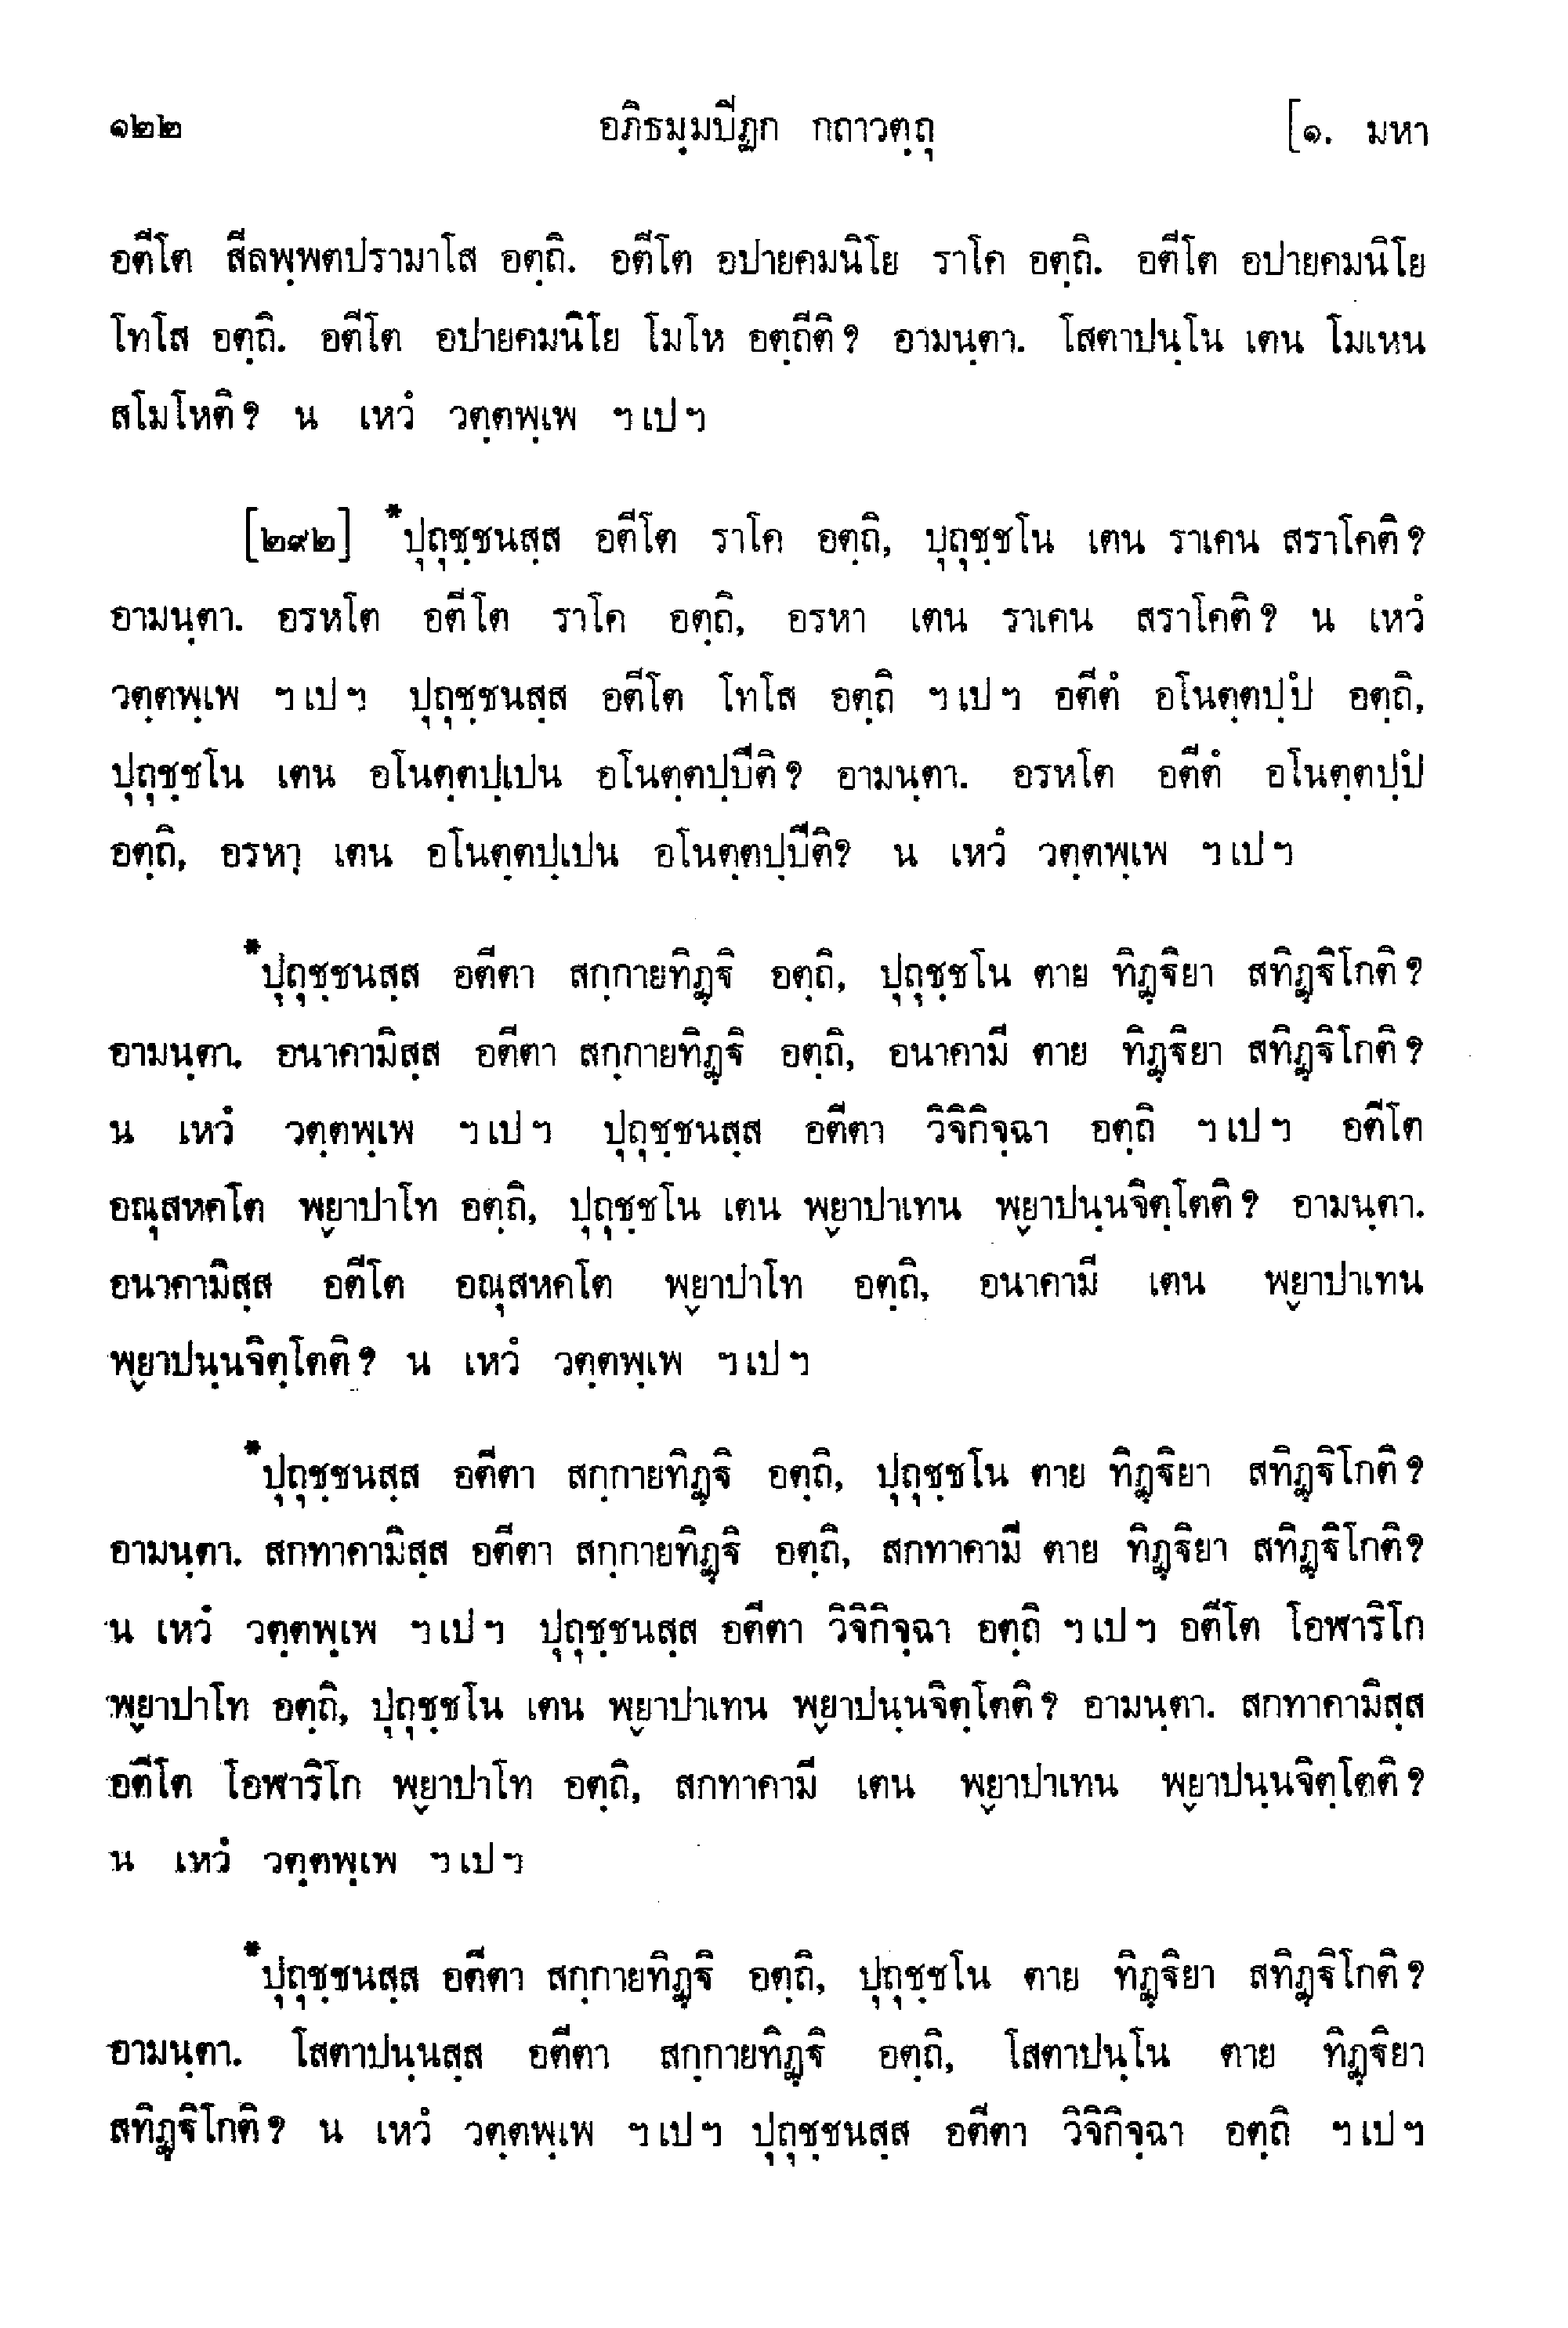 ๑๒๒ อภิธมฺมปิฏก กถาวตฺถุ [๑. มหา
อตีโต สีลพฺพตปรามาโส อตฺถิ. อตีโต อปายคมนิโย ราโค อตฺถิ. อตีโต อปายคมนิโย
โทโส อตฺถิ. อตีโต อปายคมนิโย โมโห อตฺถีติ? อามนฺตา. โสตาปนฺโน เตน โมเหน
สโมโหติ? น เหวํ วตฺตพฺเพ ฯเปฯ
[๒๙๒] *ปุถุชฺชนสฺส อตีโต ราโค อตฺถิ, ปุถุชฺชโน เตน ราเคน สราโคติ?
อามนฺตา. อรหโต อตีโต ราโค อตฺถิ, อรหา เตน ราเคน สราโคติ? น เหวํ
วตฺตพฺเพ ฯเปฯ ปุถุชฺชนสฺส อตีโต โทโส อตฺถิ ฯเปฯ อตีตํ อโนตฺตปฺปํ อตฺถิ,
ปุถุชฺชโน เตน อโนตฺตปฺเปน อโนตฺตปฺปีติ? อามนฺตา. อรหโต อตีตํ อโนตฺตปฺปํ
อตฺถิ, อรหา เตน อโนตฺตปฺเปน อโนตฺตปฺปีติ? น เหวํ วตฺตพฺเพ ฯเปฯ
*ปุถุชฺชนสฺส อตีตา สกฺกายทิฏฺฐิ อตฺถิ, ปุถุชฺชโน ตาย ทิฏฺฐิยา สทิฏฺฐิโกติ?
อามนฺตา. อนาคามิสฺส อตีตา สกฺกายทิฏฺฐิ อตฺถิ, อนาคามี ตาย ทิฏฺฐิยา สทิฏฺฐิโกติ?
น เหวํ วตฺตพฺเพ ฯเปฯ ปุถุชฺชนสฺส อตีตา วิจิกิจฺฉา อตฺถิ ฯเปฯ อตีโต
อณุสหคโต พฺยาปาโท อตฺถิ, ปุถุชฺชโน เตน พฺยาปาเทน พฺยาปนฺนจิตฺโตติ? อามนฺตา.
อนาคามิสฺส อตีโต อณุสหคโต พฺยาปาโท อตฺถิ, อนาคามี เตน พฺยาปาเทน
พฺยาปนฺนจิตฺโตติ? น เหวํ วตฺตพฺเพ ฯเปฯ
*ปุถุชฺชนสฺส อตีตา สกฺกายทิฏฺฐิ อตฺถิ, ปุถุชฺชโน ตาย ทิฏฺฐิยา สทิฏฺฐิโกติ?
อามนฺตา. สกทาคามิสฺส อตีตา สกฺกายทิฏฺฐิ อตฺถิ, สกทาคามี ตาย ทิฏฺฐิยา สทิฏฺฐิโกติ?
น เหวํ วตฺตพฺเพ ฯเปฯ ปุถุชฺชนสฺส อตีตา วิจิกิจฺฉา อตฺถิ ฯเปฯ อตีโต โอฬาริโก
พฺยาปาโท อตฺถิ, ปุถุชฺชโน เตน พฺยาปาเทน พฺยาปนฺนจิตฺโตติ? อามนฺตา. สกทาคามิสฺส
อตีโต โอฬาริโก พฺยาปาโท อตฺถิ, สกทาคามี เตน พฺยาปาเทน พฺยาปนฺนจิตฺโตติ?
น เหวํ วตฺตพฺเพ ฯเปฯ
*ปุถุชฺชนสฺส อตีตา สกฺกายทิฏฺฐิ อตฺถิ, ปุถุชฺชโน ตาย ทิฏฺฐิยา สทิฏฺฐิโกติ?
อามนฺตา. โสตาปนฺนสฺส อตีตา สกฺกายทิฏฺฐิ อตฺถิ, โสตาปนฺโน ตาย ทิฏฺฐิยา
สทิฏฺฐิโกติ? น เหวํ วตฺตพฺเพ ฯเปฯ ปุถุชฺชนสฺส อตีตา วิจิกิจฺฉา อตฺถิ ฯเปฯ